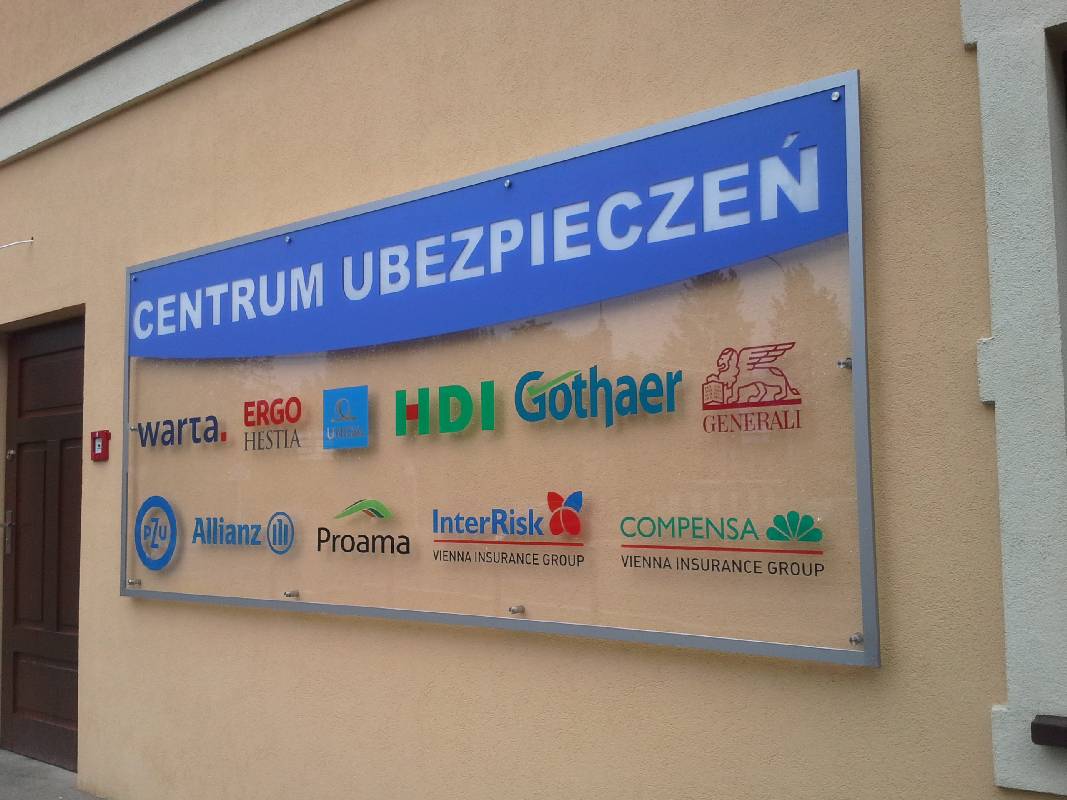 CENTRUM UBEZPIECZEŃ
warta. ERGO HESTIA HDI Gothaer GENERALI
PZU Allianz Proama InterRisk VIENNA INSURANCE GROUP COMPENSA VIENNA INSURANCE GROUP